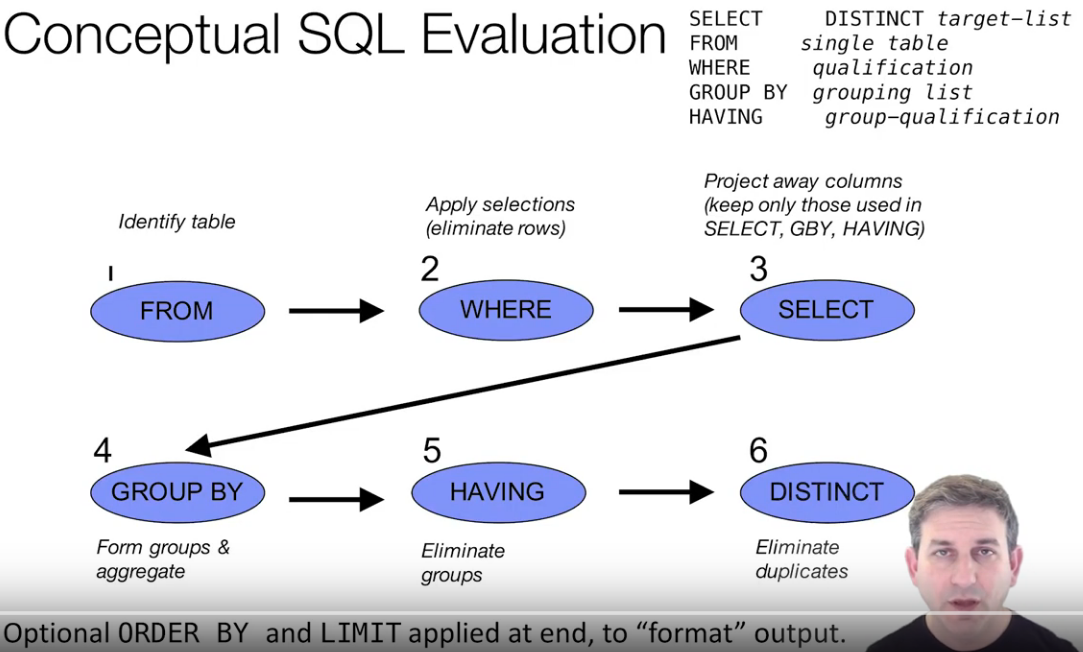 Conceptual SQL Evaluation
SELECT DISTINCT target-list
FROM single table
WHERE qualification
GROUP BY grouping list
HAVING group-qualification
Identify table
Apply selections
(eliminate rows)
Project away columns
(keep only those used in
SELECT, GBY, HAVING)
1
2
3
FROM
WHERE
SELECT
4
5
6
GROUP BY
HAVING
DISTINCT
Form groups &
aggregate
Eliminate
groups
Eliminate
duplicates
Optional ORDER BY and LIMIT applied at end, to “format” output.